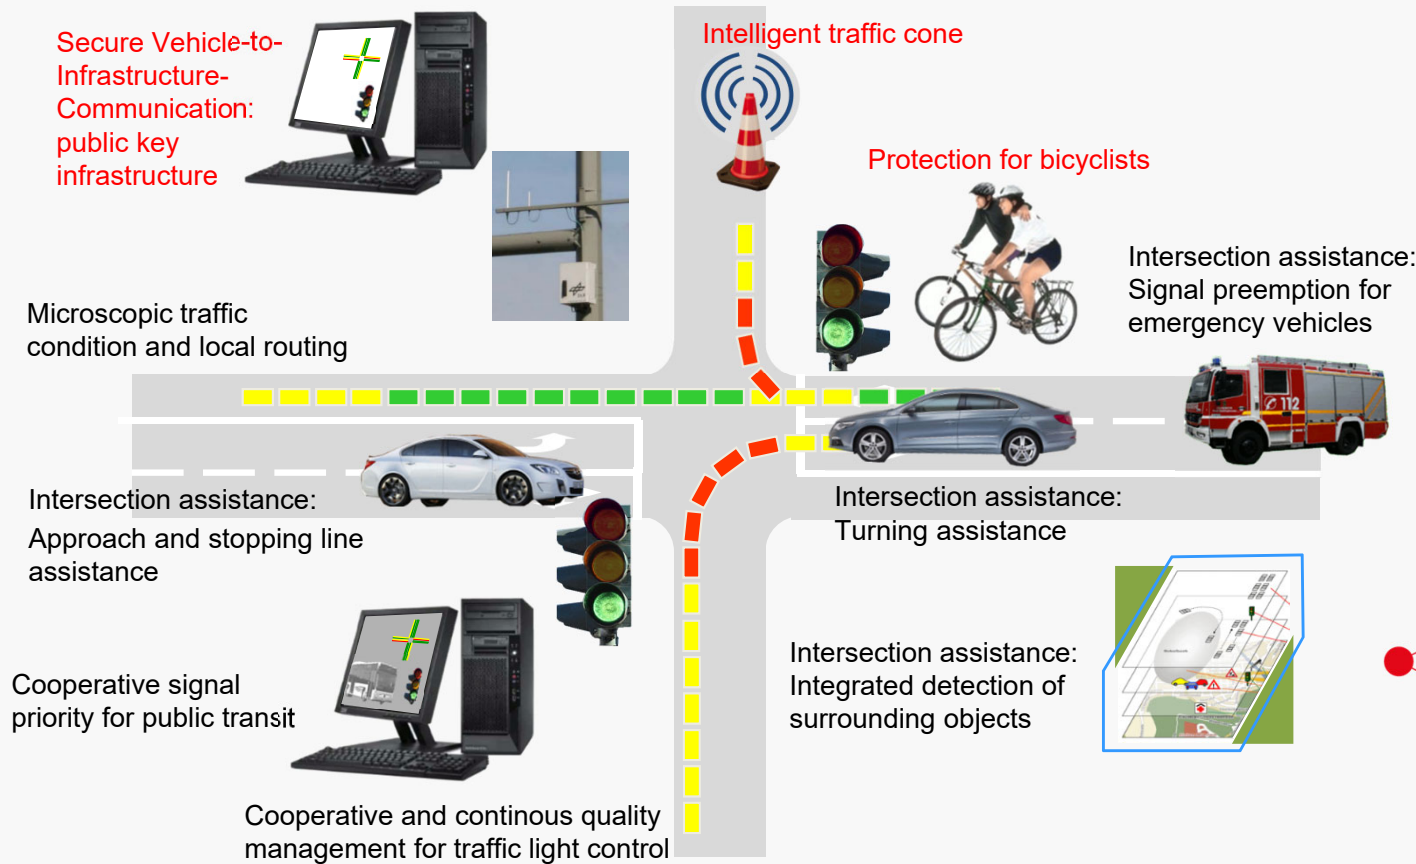 Secure Vehicle-to-
Infrastructure-
Communication:
public key
infrastructure
Intelligent traffic cone
Protection for bicyclists
Intersection assistance:
Signal preemption for
emergency vehicles
Microscopic traffic
condition and local routing
112
Intersection assistance:
Approach and stopping line
assistance
Intersection assistance:
Turning assistance
Cooperative signal
priority for public transit
Intersection assistance:
Integrated detection of
surrounding objects
Cooperative and continous quality
management for traffic light control